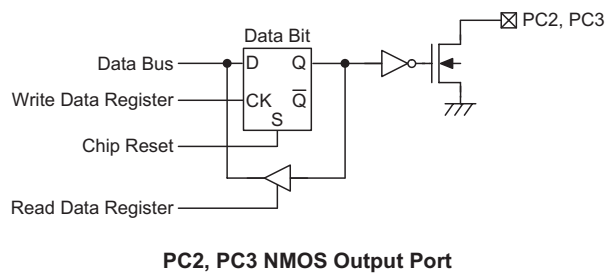 PC2, PC3
Data Bit
Data Bus
D
Q
Write Data Register
CK
Q̅
S
Chip Reset
Read Data Register
PC2, PC3 NMOS Output Port